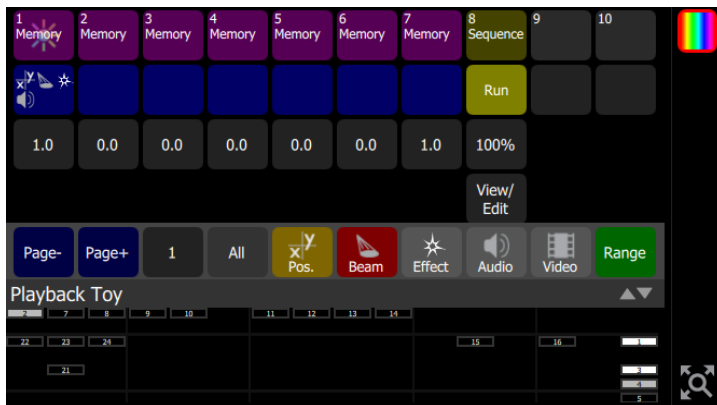 1 2 3 4 5 6 7 8 9 10
Memory Memory Memory Memory Memory Memory Memory Sequence
x y
Run
1.0 0.0 0.0 0.0 0.0 0.0 1.0 100%
View/
Edit
Page- Page+ 1 All x y Pos. Beam Effect Audio Video Range
Playback Toy
2 7 8 9 10 11 12 13 14
22 23 24 15 16 1
21 3
4
5